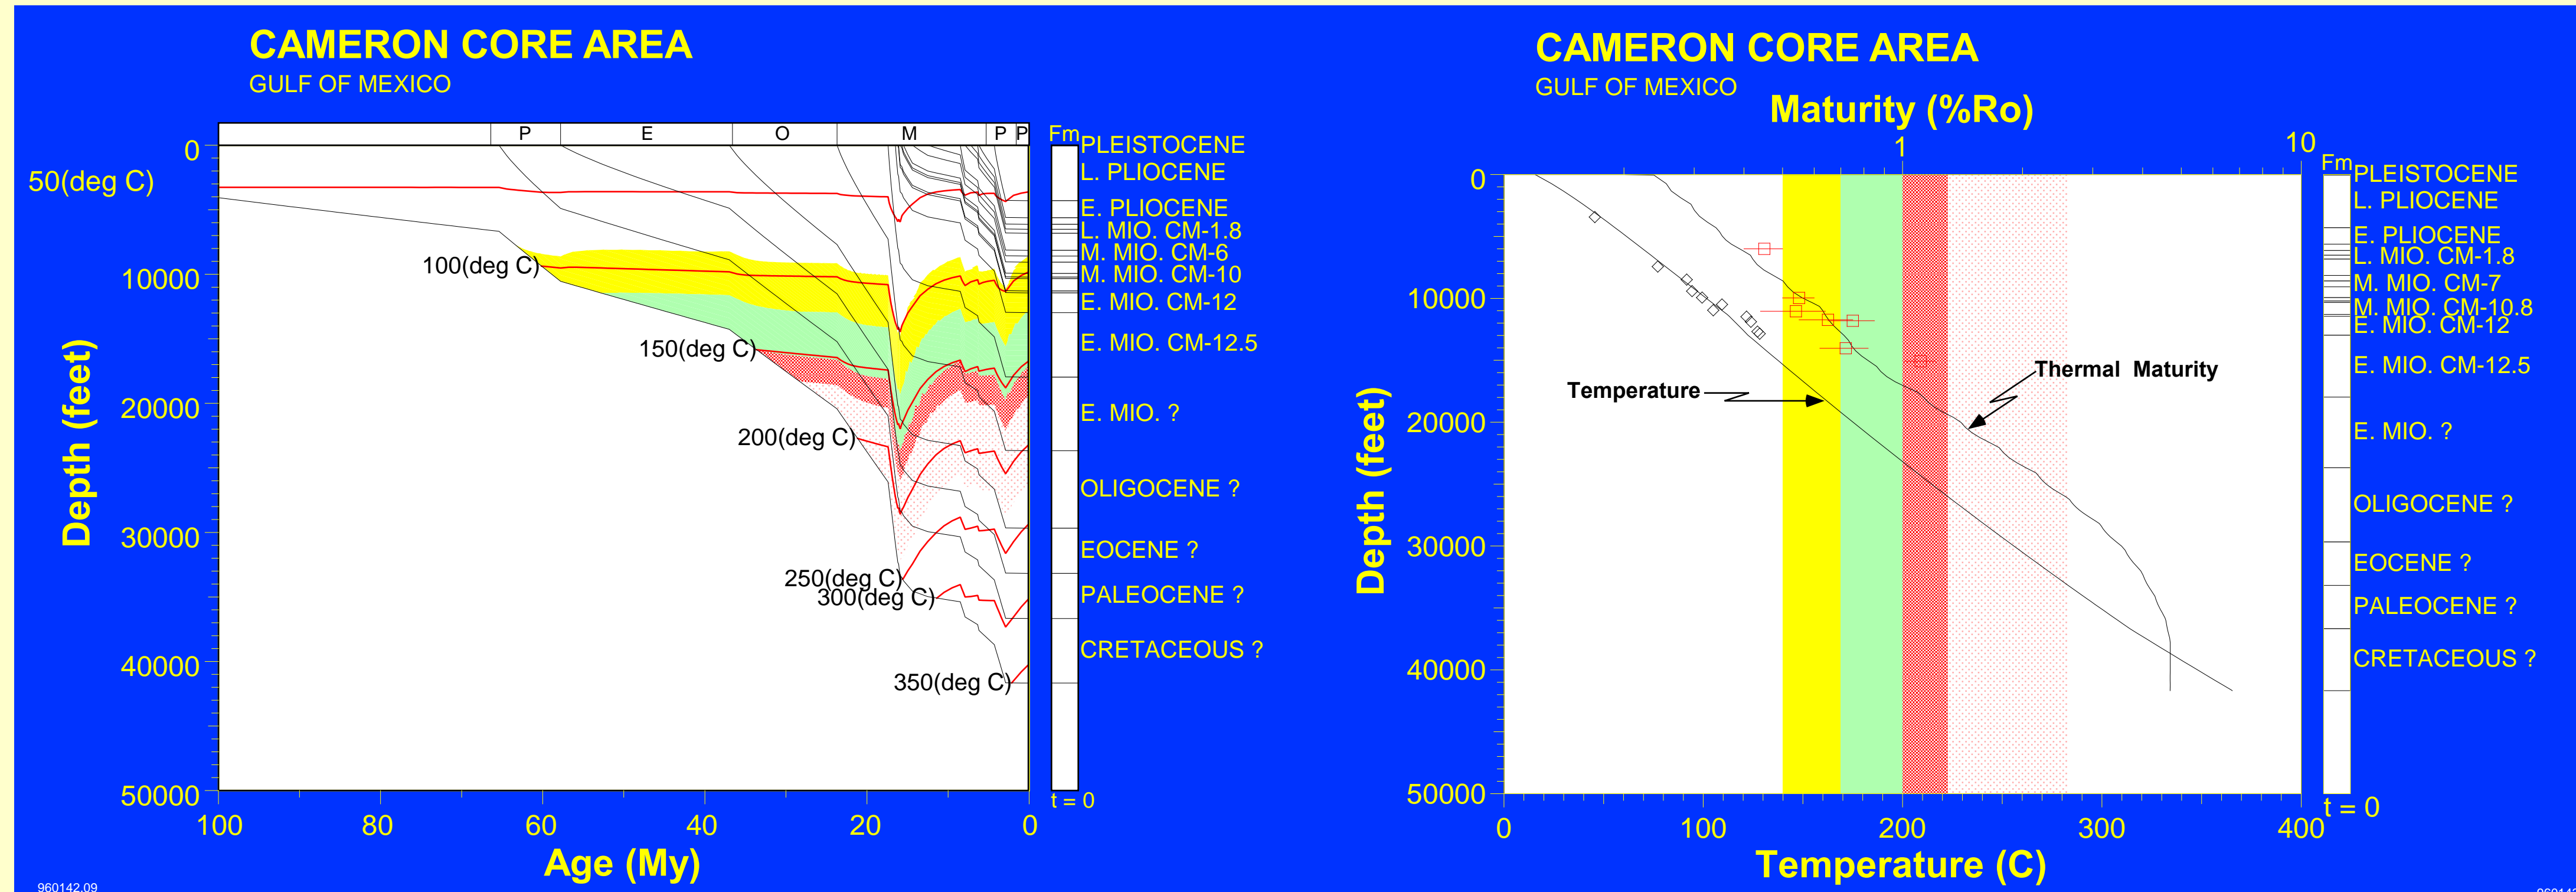 CAMERON CORE AREA
GULF OF MEXICO
P E O M P P
Fm
0
10000
20000
30000
40000
50000
Depth (feet)
50(deg C)
100(deg C)
150(deg C)
200(deg C)
250(deg C)
300(deg C)
350(deg C)
PLEISTOCENE
L. PLIOCENE
E. PLIOCENE
L. MIO. CM-1.8
M. MIO. CM-6
M. MIO. CM-10
E. MIO. CM-12
E. MIO. CM-12.5
E. MIO. ?
OLIGOCENE ?
EOCENE ?
PALEOCENE ?
CRETACEOUS ?
t = 0
100 80 60 40 20 0
Age (My)
960142.09
CAMERON CORE AREA
GULF OF MEXICO
Maturity (%Ro)
1 10
Fm
0
10000
20000
30000
40000
50000
Depth (feet)
Temperature
Thermal Maturity
PLEISTOCENE
L. PLIOCENE
E. PLIOCENE
L. MIO. CM-1.8
M. MIO. CM-7
M. MIO. CM-10.8
E. MIO. CM-12
E. MIO. CM-12.5
E. MIO. ?
OLIGOCENE ?
EOCENE ?
PALEOCENE ?
CRETACEOUS ?
t = 0
0 100 200 300 400
Temperature (C)